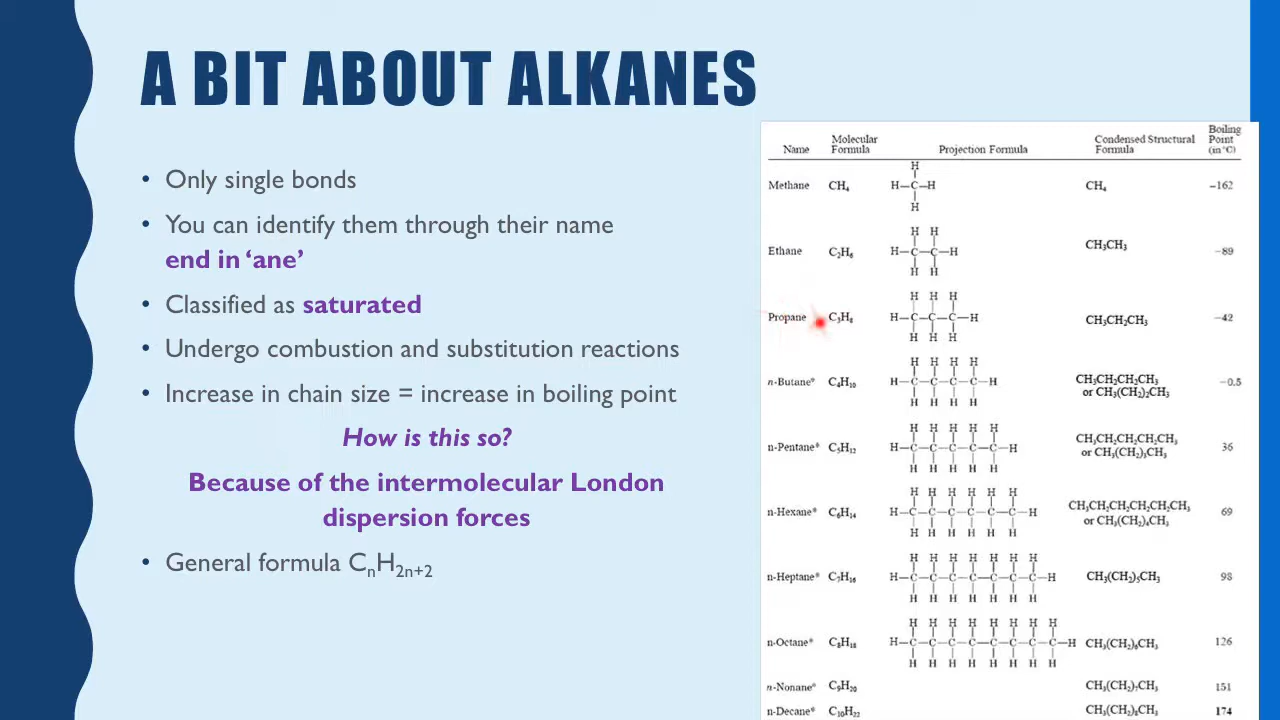 A BIT ABOUT ALKANES
• Only single bonds
• You can identify them through their name
end in ‘ane’
• Classified as saturated
• Undergo combustion and substitution reactions
• Increase in chain size = increase in boiling point
How is this so?
Because of the intermolecular London
dispersion forces
• General formula CₙH₂ₙ₊₂
Name Molecular Formula Projection Formula Condensed Structural Formula Boiling Point (in °C)
H
Methane CH₄ H—C—H CH₄ −162
H
H H
Ethane C₂H₆ H—C—C—H CH₃CH₃ −89
H H
H H H
Propane C₃H₈ H—C—C—C—H CH₃CH₂CH₃ −42
H H H
H H H H
n-Butane* C₄H₁₀ H—C—C—C—C—H CH₃CH₂CH₂CH₃ or CH₃(CH₂)₂CH₃ −0.5
H H H H
H H H H H
n-Pentane* C₅H₁₂ H—C—C—C—C—C—H CH₃CH₂CH₂CH₂CH₃ or CH₃(CH₂)₃CH₃ 36
H H H H H
H H H H H H
n-Hexane* C₆H₁₄ H—C—C—C—C—C—C—H CH₃CH₂CH₂CH₂CH₂CH₃ or CH₃(CH₂)₄CH₃ 69
H H H H H H
H H H H H H H
n-Heptane* C₇H₁₆ H—C—C—C—C—C—C—C—H CH₃(CH₂)₅CH₃ 98
H H H H H H H
H H H H H H H H
n-Octane* C₈H₁₈ H—C—C—C—C—C—C—C—C—H CH₃(CH₂)₆CH₃ 126
H H H H H H H H
n-Nonane* C₉H₂₀ CH₃(CH₂)₇CH₃ 151
n-Decane* C₁₀H₂₂ CH₃(CH₂)₈CH₃ 174